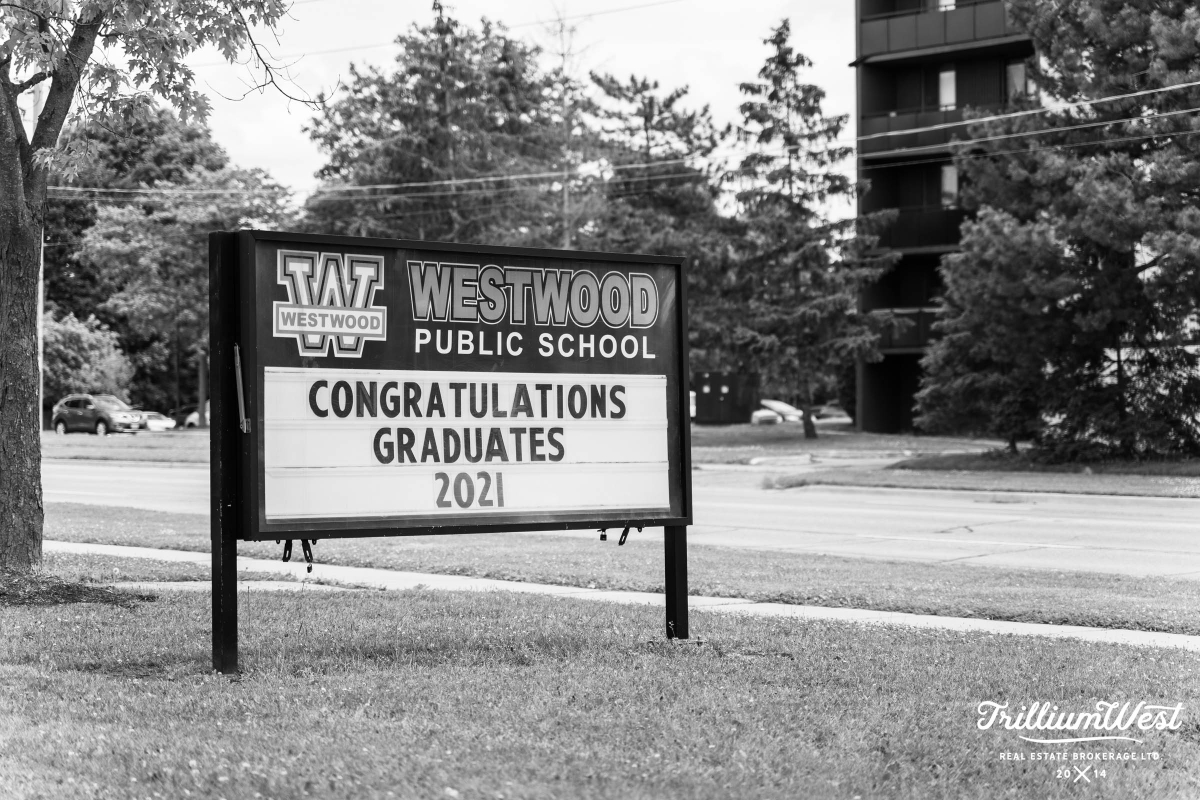 WESTWOOD
PUBLIC SCHOOL
W
WESTWOOD
CONGRATULATIONS
GRADUATES
2021
TrilliumWest
REAL ESTATE BROKERAGE LTD
20 14